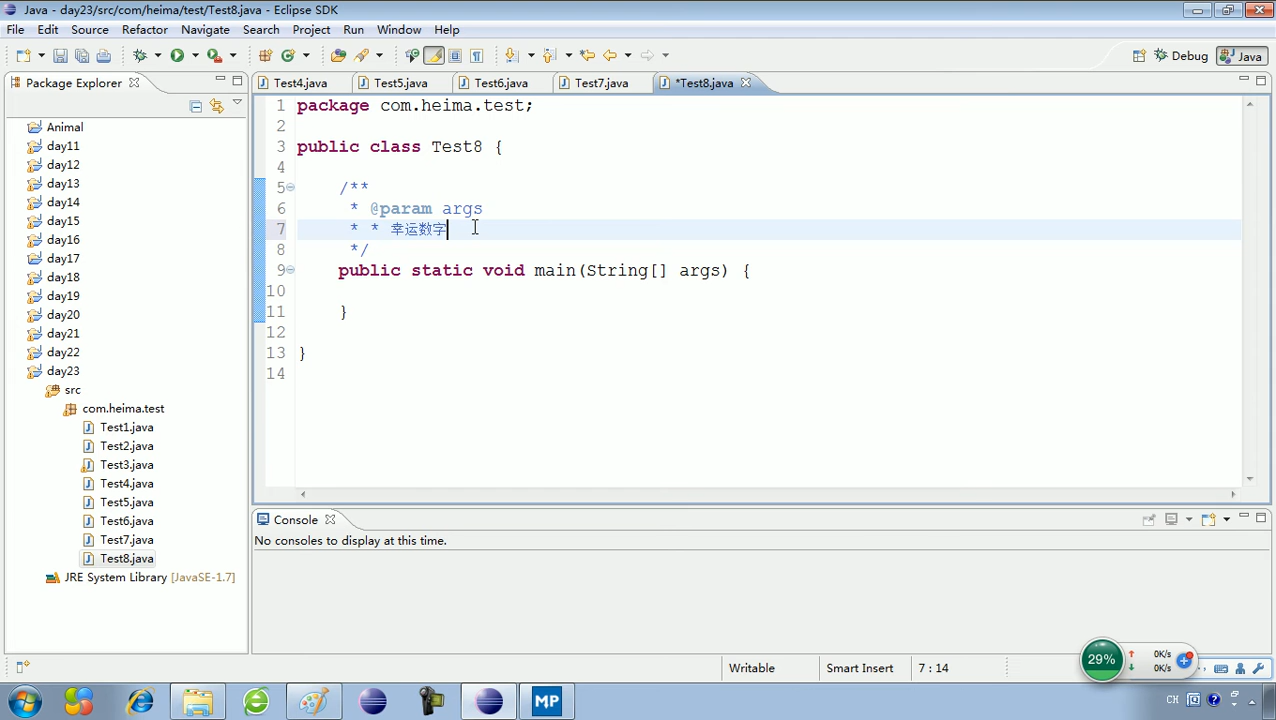 Java - day23/src/com/heima/test/Test8.java - Eclipse SDK
File Edit Source Refactor Navigate Search Project Run Window Help
Debug Java
Package Explorer
Test4.java Test5.java Test6.java Test7.java *Test8.java
Animal
day11
day12
day13
day14
day15
day16
day17
day18
day19
day20
day21
day22
day23
src
com.heima.test
Test1.java
Test2.java
Test3.java
Test4.java
Test5.java
Test6.java
Test7.java
Test8.java
JRE System Library [JavaSE-1.7]
1 package com.heima.test;
2
3 public class Test8 {
4
5 /**
6 * @param args
7 * * 幸运数字
8 */
9 public static void main(String[] args) {
10
11 }
12
13 }
14
Console
No consoles to display at this time.
Writable Smart Insert 7 : 14
29% 0K/s
0K/s
MP
CK